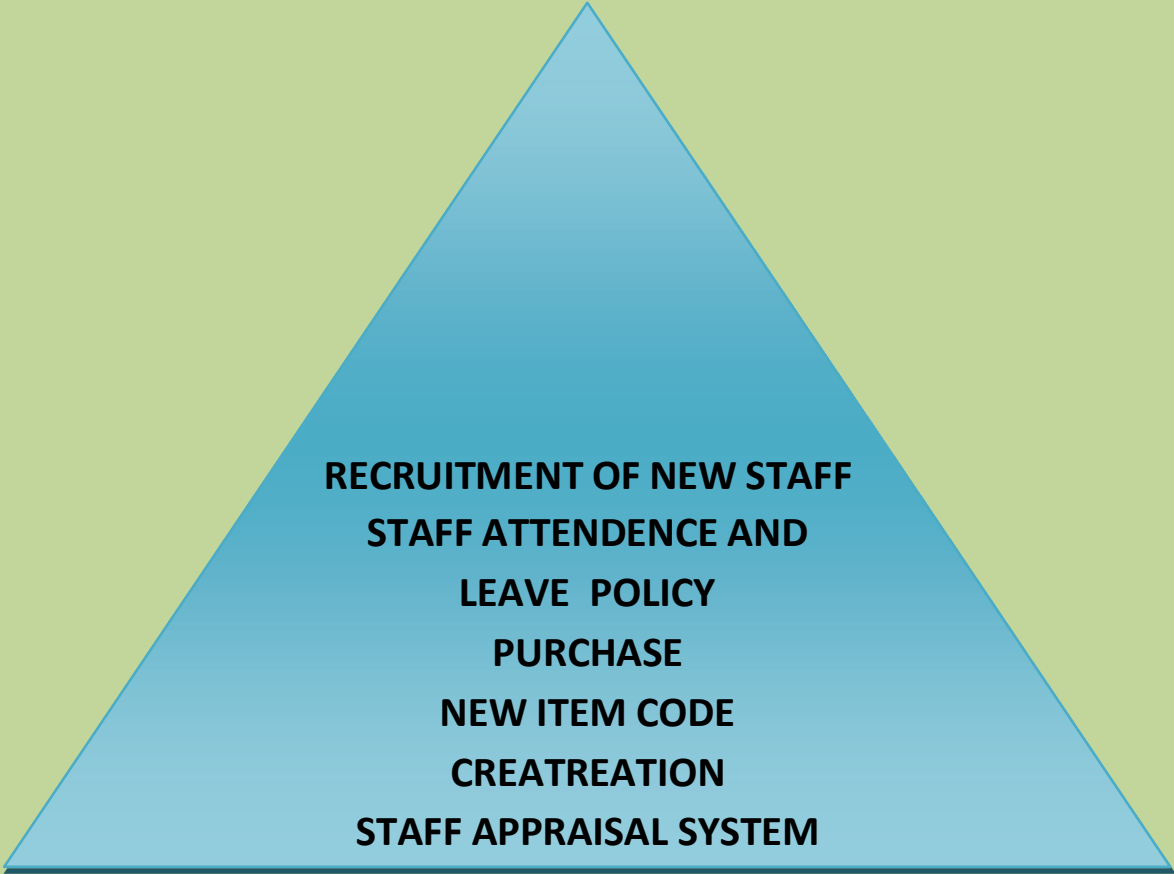 RECRUITMENT OF NEW STAFF
STAFF ATTENDENCE AND
LEAVE  POLICY
PURCHASE
NEW ITEM CODE
CREATREATION
STAFF APPRAISAL SYSTEM